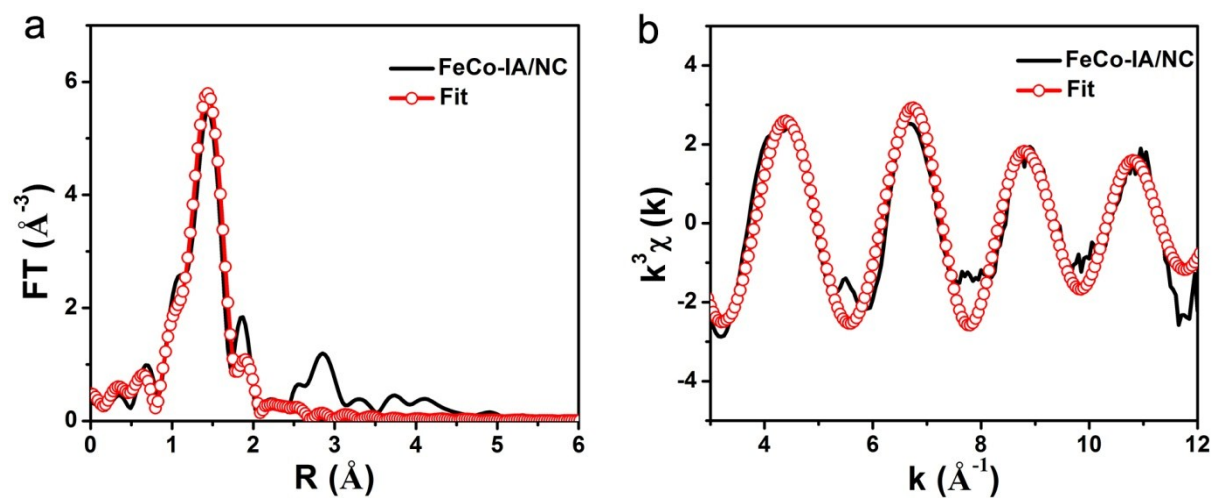 a
FeCo-IA/NC
Fit
FT (Å⁻³)
6
4
2
0
0 1 2 3 4 5 6
R (Å)
b
FeCo-IA/NC
Fit
k³χ (k)
4
2
0
-2
-4
4 6 8 10 12
k (Å⁻¹)